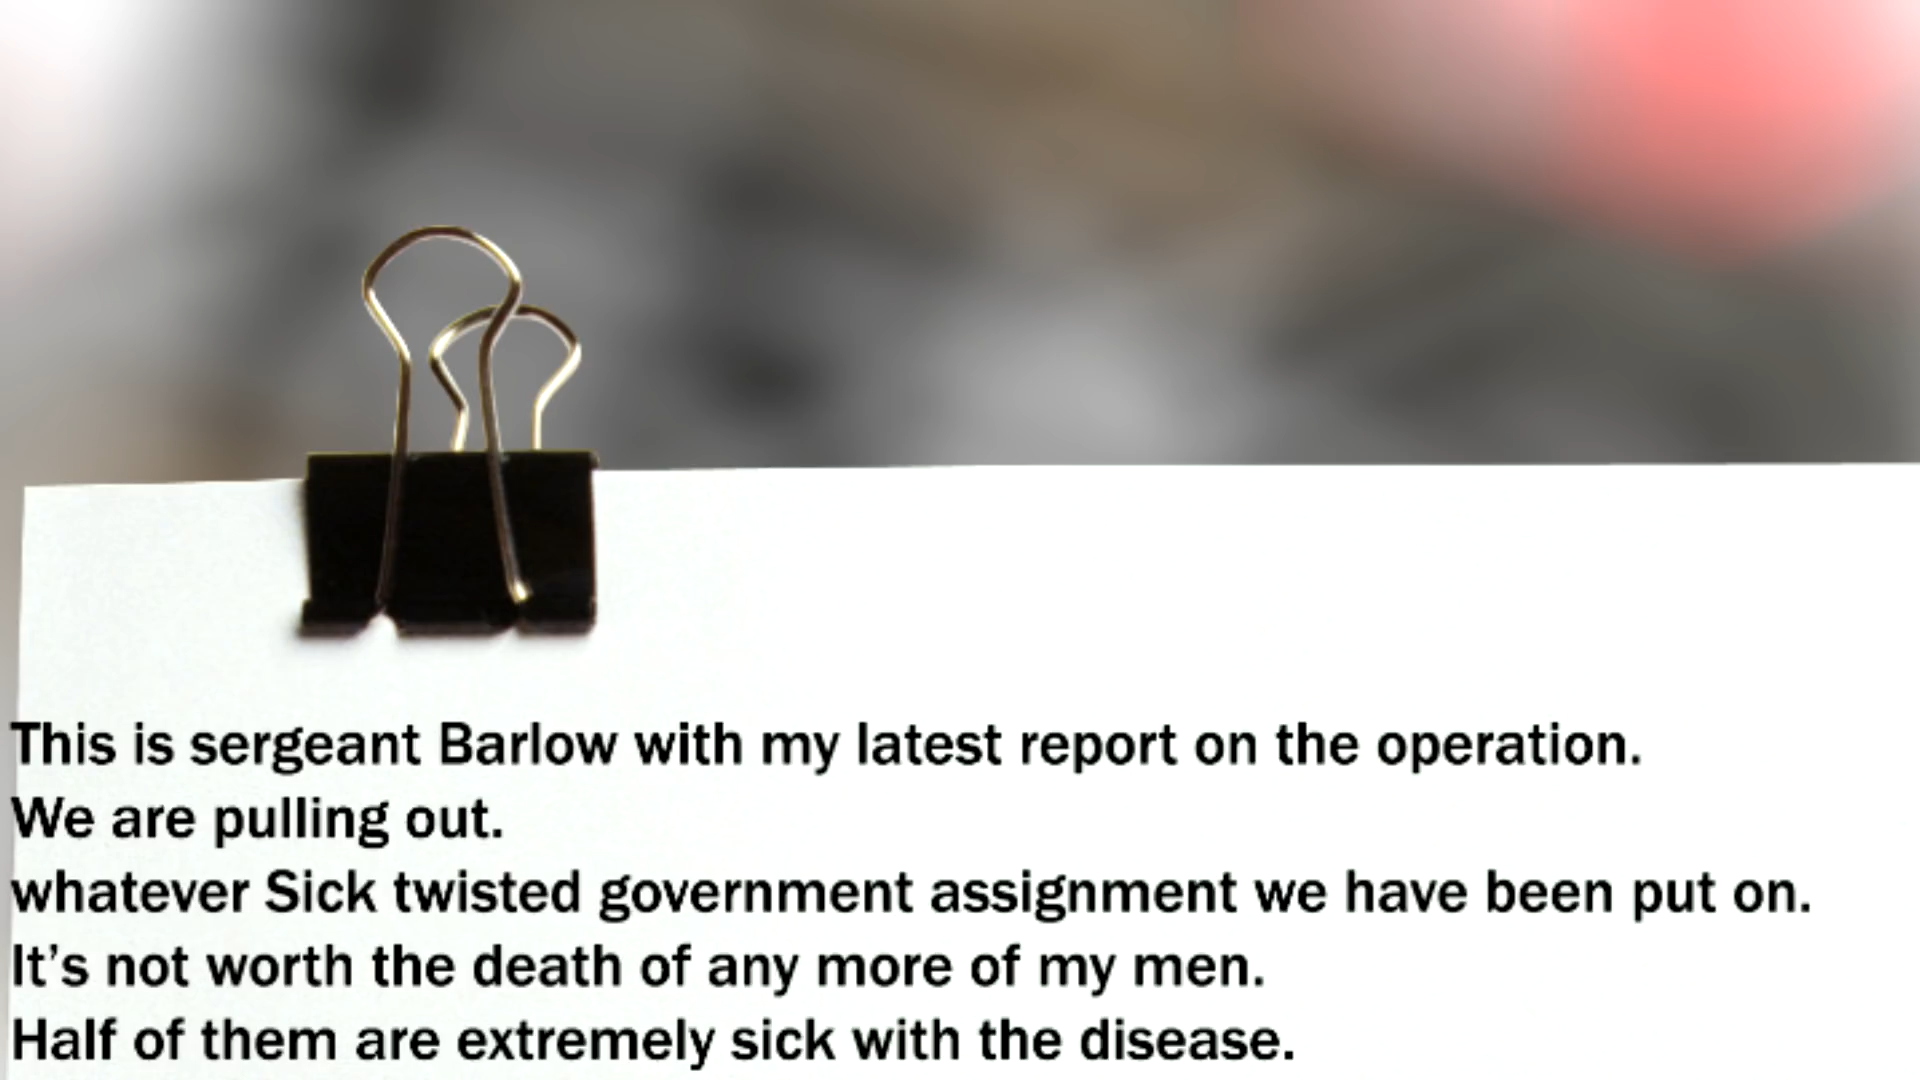 This is sergeant Barlow with my latest report on the operation.
We are pulling out.
whatever Sick twisted government assignment we have been put on.
It’s not worth the death of any more of my men.
Half of them are extremely sick with the disease.